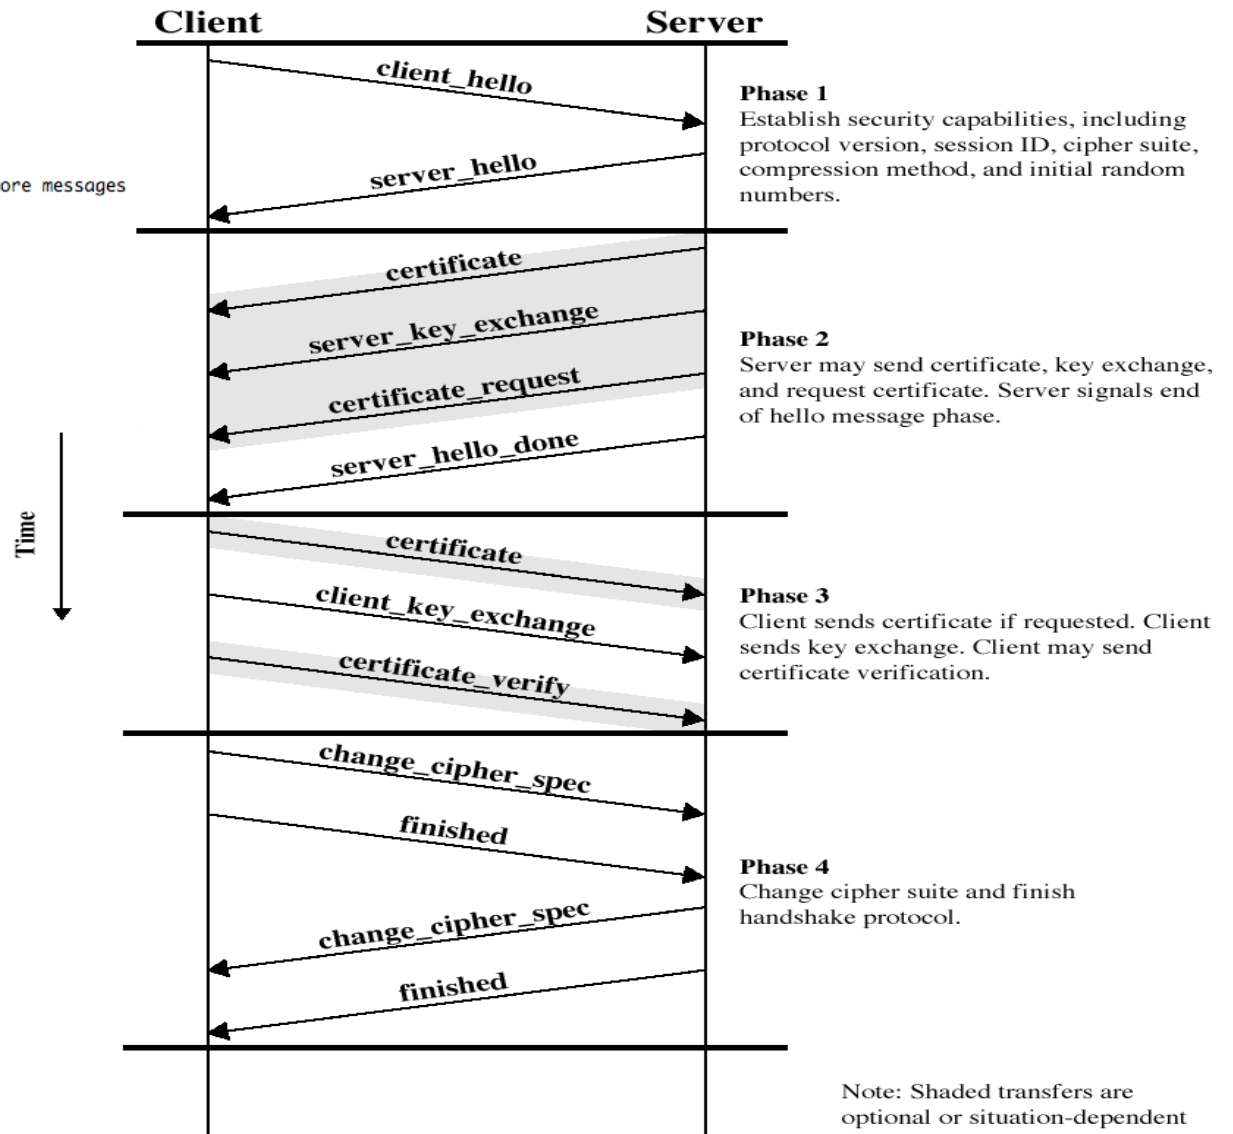 Client
Server
client_hello
Phase 1
Establish security capabilities, including
protocol version, session ID, cipher suite,
compression method, and initial random
numbers.
server_hello
ore messages
certificate
server_key_exchange
Phase 2
Server may send certificate, key exchange,
and request certificate. Server signals end
of hello message phase.
certificate_request
server_hello_done
Time
certificate
client_key_exchange
Phase 3
Client sends certificate if requested. Client
sends key exchange. Client may send
certificate verification.
certificate_verify
change_cipher_spec
finished
Phase 4
Change cipher suite and finish
handshake protocol.
change_cipher_spec
finished
Note: Shaded transfers are
optional or situation-dependent